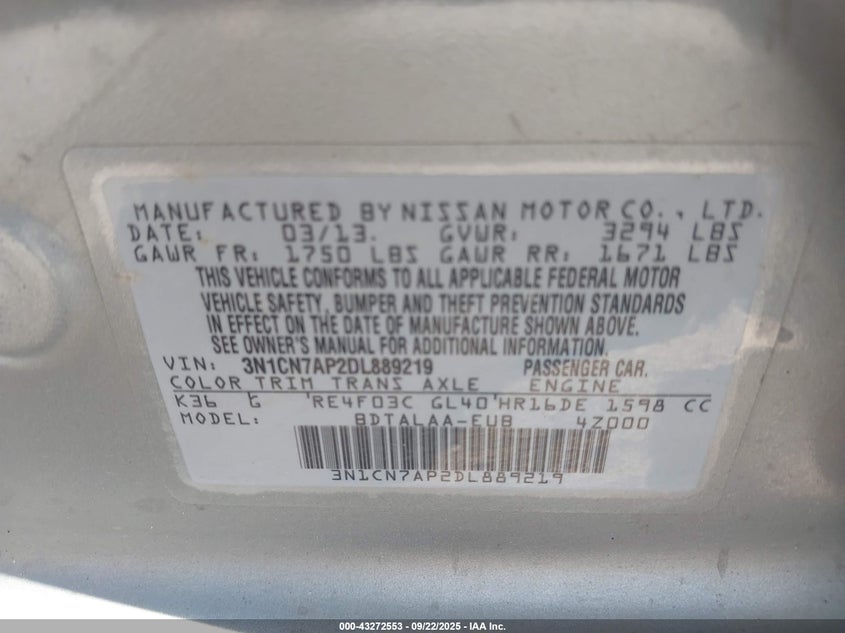 MANUFACTURED BY NISSAN MOTOR CO., LTD.
DATE: 03/13. GVWR: 3294 LBS
GAWR FR: 1750 LBS GAWR RR: 1671 LBS
THIS VEHICLE CONFORMS TO ALL APPLICABLE FEDERAL MOTOR
VEHICLE SAFETY, BUMPER AND THEFT PREVENTION STANDARDS
IN EFFECT ON THE DATE OF MANUFACTURE SHOWN ABOVE.
SEE OWNER'S MANUAL FOR ADDITIONAL INFORMATION.
VIN: 3N1CN7AP2DL889219 PASSENGER CAR.
COLOR TRIM TRANS AXLE ENGINE
K36 G RE4F03C GL40 HR16DE 1598 CC
MODEL: BDTALAA-EUB 4Z000
3N1CN7AP2DL889219
000-43272553 - 09/22/2025 - IAA Inc.